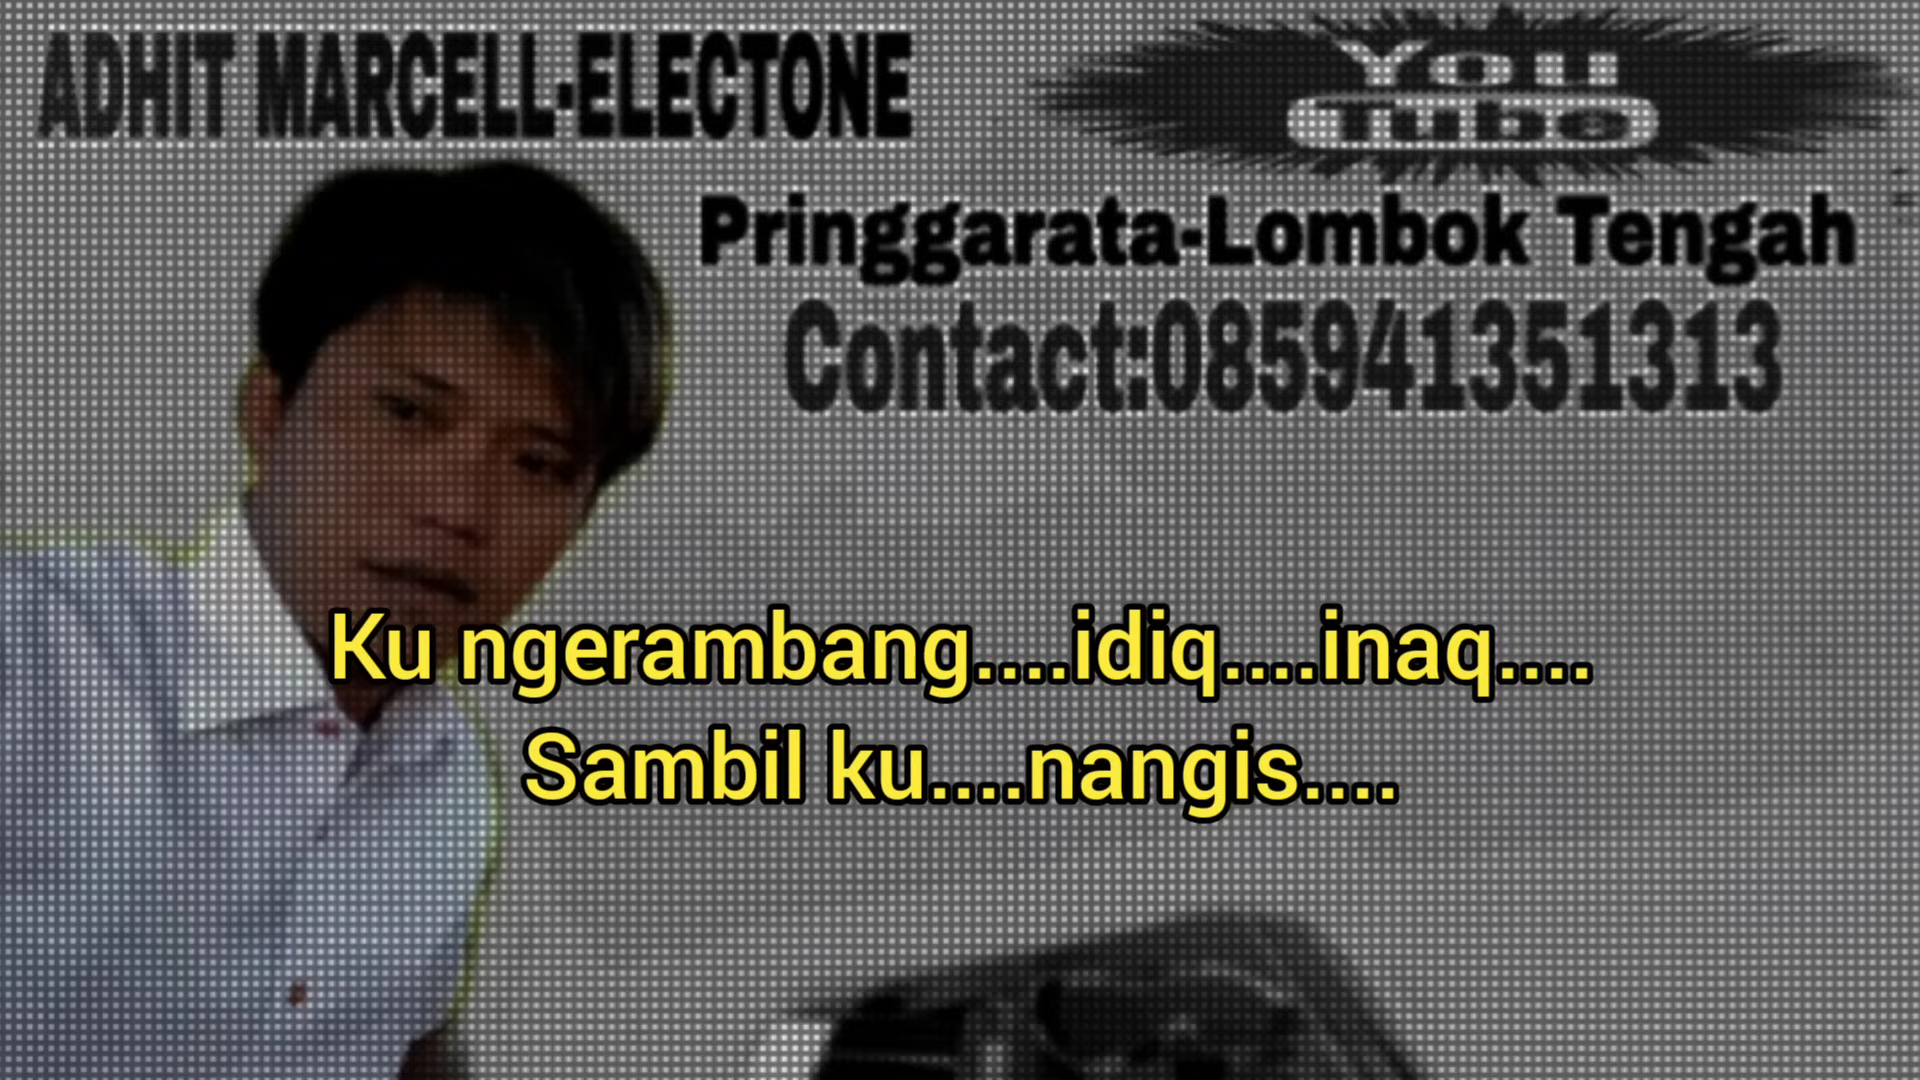 ADHIT MARCELL-ELECTONE
You
Tube
Pringgarata-Lombok Tengah
Contact:085941351313
Ku ngerambang....idiq....inaq....
Sambil ku....nangis....